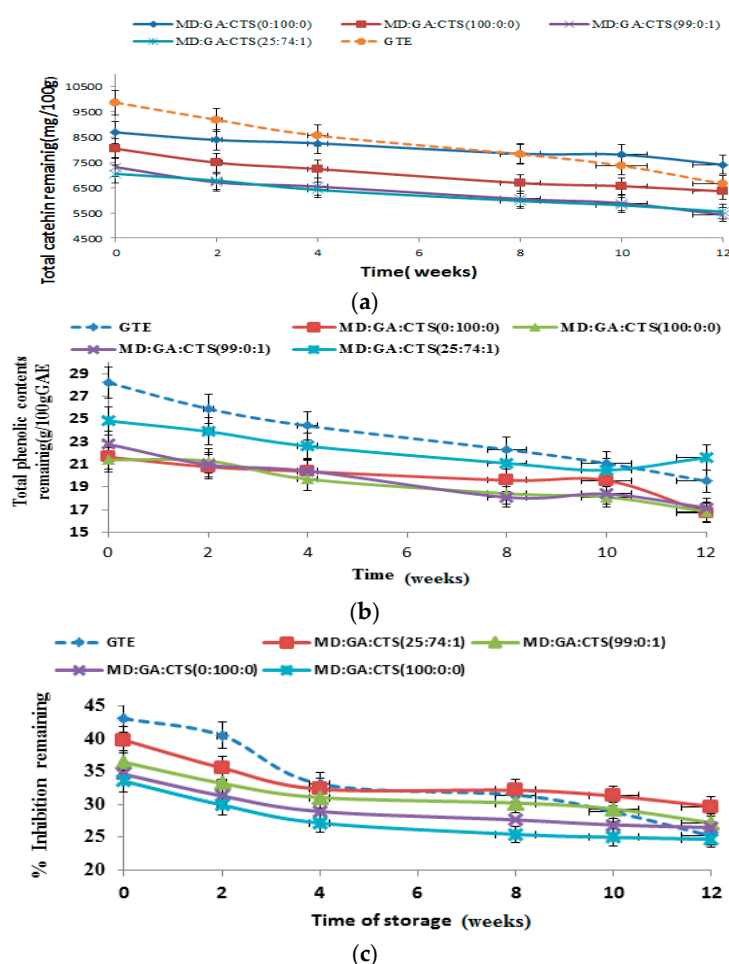 MD:GA:CTS(0:100:0) MD:GA:CTS(100:0:0) MD:GA:CTS(99:0:1)
MD:GA:CTS(25:74:1) GTE
Total catehin remainig(mg/100g)
10500
9500
8500
7500
6500
5500
4500
0 2 4 6 8 10 12
Time( weeks)
(a)
GTE MD:GA:CTS(0:100:0) MD:GA:CTS(100:0:0)
MD:GA:CTS(99:0:1) MD:GA:CTS(25:74:1)
Total phenolic contents
remainig(g/100gGAE
29
27
25
23
21
19
17
15
0 2 4 6 8 10 12
Time (weeks)
(b)
GTE MD:GA:CTS(25:74:1) MD:GA:CTS(99:0:1)
MD:GA:CTS(0:100:0) MD:GA:CTS(100:0:0)
% Inhibition remaining
45
40
35
30
25
20
0 2 4 6 8 10 12
Time of storage (weeks)
(c)